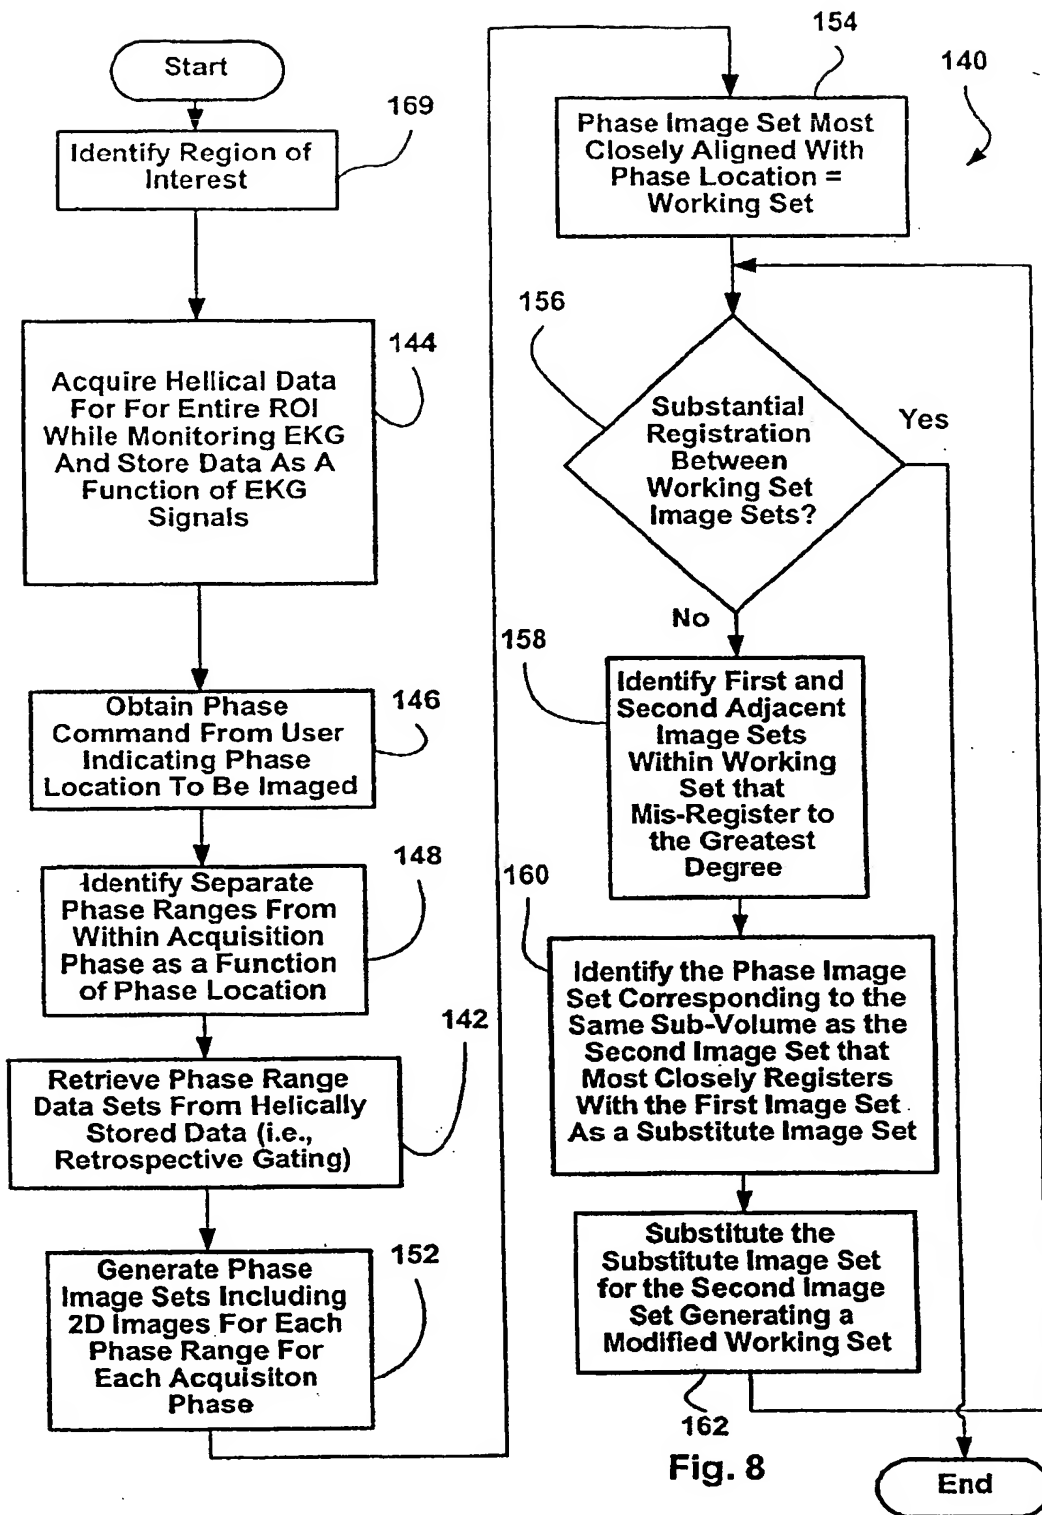 Start
169
Identify Region of
Interest
144
Acquire Hellical Data
For For Entire ROI
While Monitoring EKG
And Store Data As A
Function of EKG
Signals
146
Obtain Phase
Command From User
Indicating Phase
Location To Be Imaged
148
Identify Separate
Phase Ranges From
Within Acquisition
Phase as a Function
of Phase Location
142
Retrieve Phase Range
Data Sets From Helically
Stored Data (i.e.,
Retrospective Gating)
152
Generate Phase
Image Sets Including
2D Images For Each
Phase Range For
Each Acquisiton
Phase
154
140
Phase Image Set Most
Closely Aligned With
Phase Location =
Working Set
156
Substantial
Registration
Between
Working Set
Image Sets?
Yes
No
158
Identify First and
Second Adjacent
Image Sets
Within Working
Set that
Mis-Register to
the Greatest
Degree
160
Identify the Phase Image
Set Corresponding to the
Same Sub-Volume as the
Second Image Set that
Most Closely Registers
With the First Image Set
As a Substitute Image Set
Substitute the
Substitute Image Set
for the Second Image
Set Generating a
Modified Working Set
162
Fig. 8
End